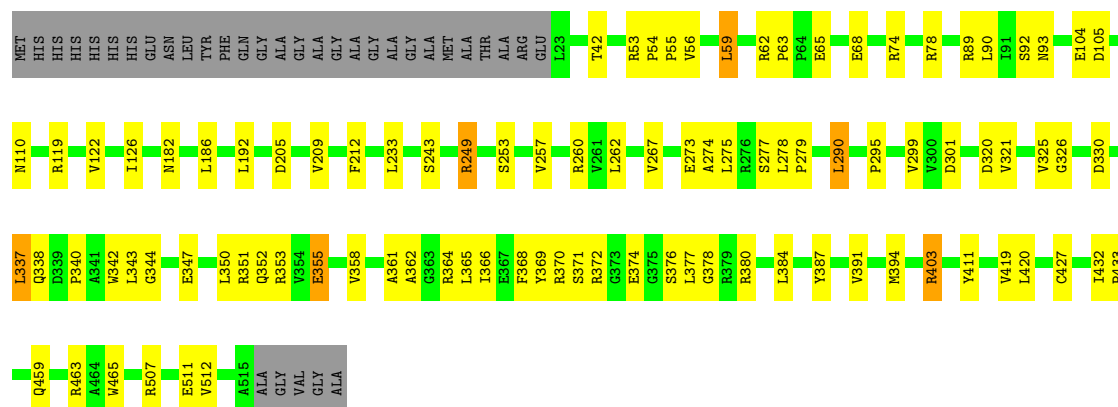 MET HIS HIS HIS HIS HIS HIS GLU ASN LEU TYR PHE GLN GLY ALA GLY ALA GLY ALA GLY ALA GLY ALA MET ALA THR ALA ARG GLU L23 T42 R53 P54 P55 V56 L59 R62 P63 P64 E65 E68 R74 R78 R89 L90 I91 S92 N93 E104 D105
N110 R119 V122 I126 N182 L186 L192 D205 V209 F212 L233 S243 R249 S253 V257 R260 V261 L262 V267 E273 A274 L275 R276 S277 L278 P279 L290 P295 V299 V300 D301 D320 V321 V325 G326 D330
L337 Q338 D339 P340 A341 W342 L343 G344 E347 L350 R351 Q352 R353 V354 E355 V358 A361 A362 G363 R364 L365 I366 E367 F368 Y369 R370 S371 R372 G373 E374 G375 S376 L377 G378 R379 R380 L384 Y387 V391 M394 R403 Y411 V419 L420 C427 I432 P433
Q459 R463 A464 W465 R507 E511 V512 A515 ALA GLY VAL GLY ALA